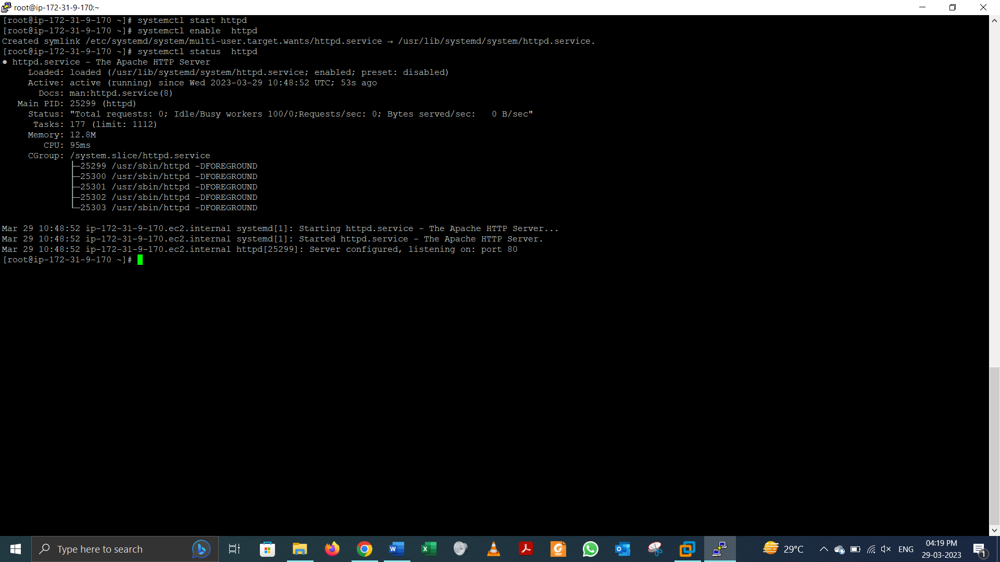 root@ip-172-31-9-170:~
[root@ip-172-31-9-170 ~]# systemctl start httpd
[root@ip-172-31-9-170 ~]# systemctl enable  httpd
Created symlink /etc/systemd/system/multi-user.target.wants/httpd.service → /usr/lib/systemd/system/httpd.service.
[root@ip-172-31-9-170 ~]# systemctl status  httpd
● httpd.service - The Apache HTTP Server
     Loaded: loaded (/usr/lib/systemd/system/httpd.service; enabled; preset: disabled)
     Active: active (running) since Wed 2023-03-29 10:48:52 UTC; 53s ago
       Docs: man:httpd.service(8)
   Main PID: 25299 (httpd)
     Status: "Total requests: 0; Idle/Busy workers 100/0;Requests/sec: 0; Bytes served/sec:   0 B/sec"
      Tasks: 177 (limit: 1112)
     Memory: 12.8M
        CPU: 95ms
     CGroup: /system.slice/httpd.service
             ├─25299 /usr/sbin/httpd -DFOREGROUND
             ├─25300 /usr/sbin/httpd -DFOREGROUND
             ├─25301 /usr/sbin/httpd -DFOREGROUND
             ├─25302 /usr/sbin/httpd -DFOREGROUND
             └─25303 /usr/sbin/httpd -DFOREGROUND
Mar 29 10:48:52 ip-172-31-9-170.ec2.internal systemd[1]: Starting httpd.service - The Apache HTTP Server...
Mar 29 10:48:52 ip-172-31-9-170.ec2.internal systemd[1]: Started httpd.service - The Apache HTTP Server.
Mar 29 10:48:52 ip-172-31-9-170.ec2.internal httpd[25299]: Server configured, listening on: port 80
[root@ip-172-31-9-170 ~]#
Type here to search
29°C
ENG
04:19 PM
29-03-2023
1